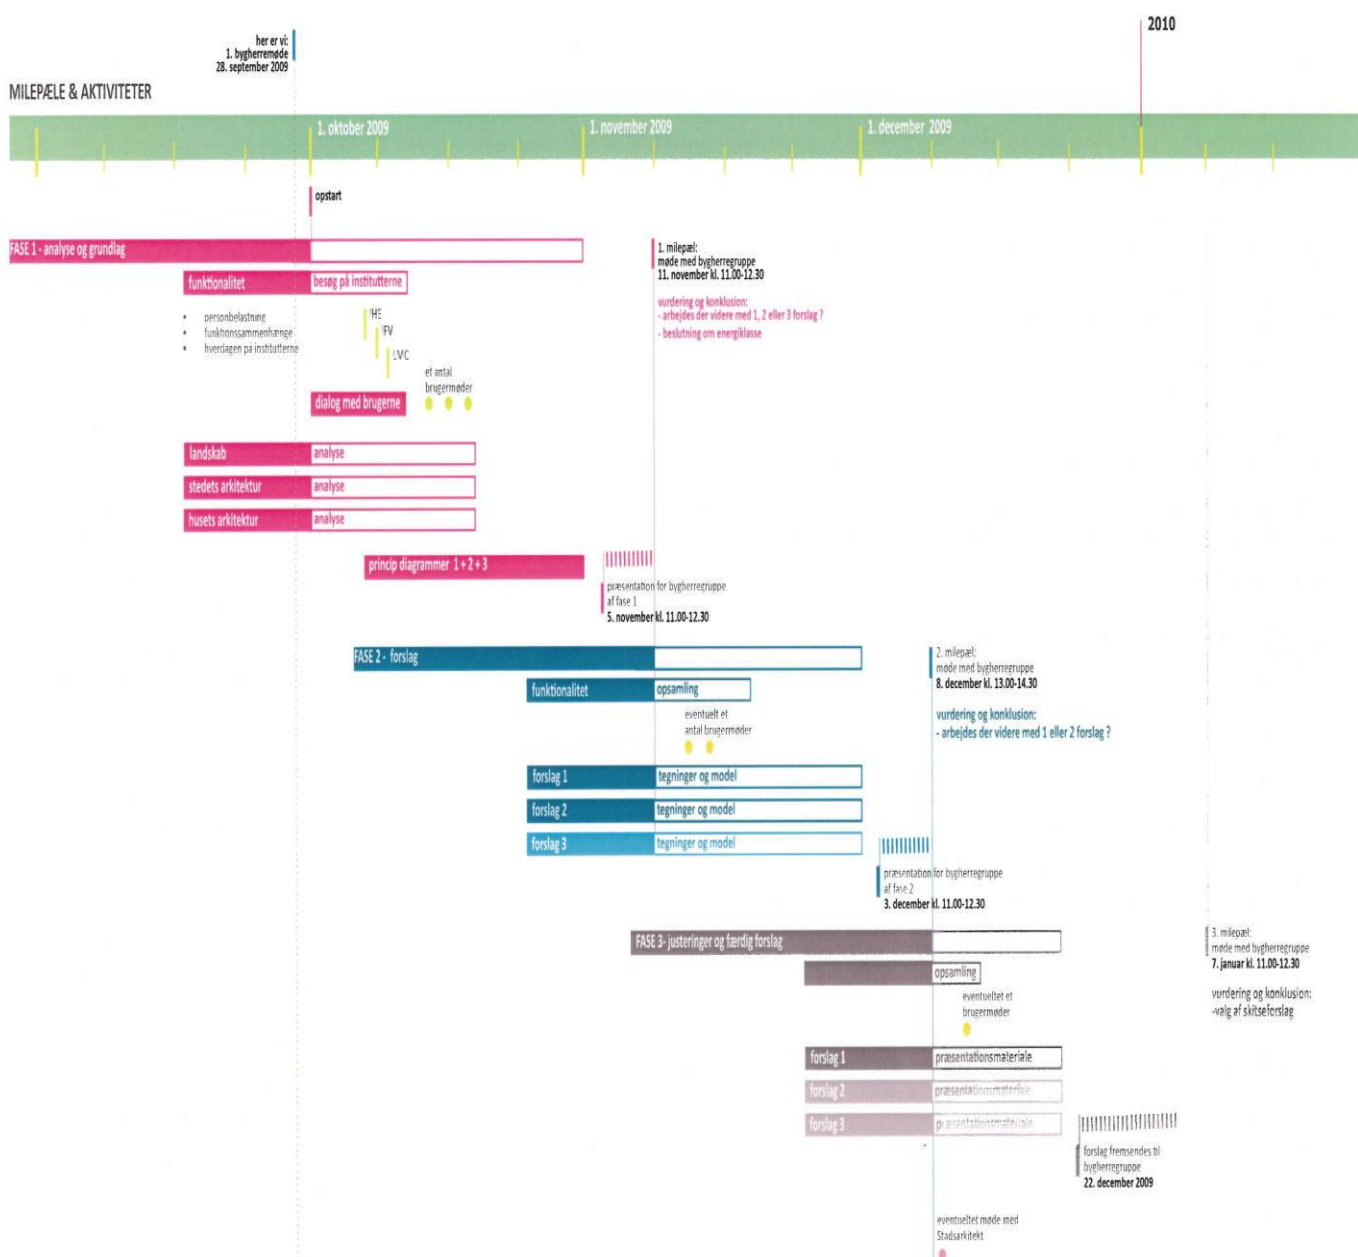 2010
her er vi:
1. bygherremøde
28. september 2009
MILEPÆLE & AKTIVITETER
1. oktober 2009
1. november 2009
1. december 2009
opstart
FASE 1 - analyse og grundlag
1. milepæl:
møde med bygherregruppe
11. november kl. 11.00-12.30
funktionalitet
besøg på institutterne
vurdering og konklusion:
- arbejdes der videre med 1, 2 eller 3 forslag ?
- beslutning om energiklasse
• personbelastning
• funktionssammenhænge
• hverdagen på institutterne
et antal
brugermøder
dialog med brugerne
landskab
analyse
stedets arkitektur
analyse
husets arkitektur
analyse
princip diagrammer 1 + 2 + 3
præsentation for bygherregruppe
af fase 1
5. november kl. 11.00-12.30
FASE 2 - forslag
2. milepæl:
møde med bygherregruppe
8. december kl. 13.00-14.30
funktionalitet
opsamling
eventuelt et
antal brugermøder
vurdering og konklusion:
- arbejdes der videre med 1 eller 2 forslag ?
forslag 1
tegninger og model
forslag 2
tegninger og model
forslag 3
tegninger og model
præsentation for bygherregruppe
af fase 2
3. december kl. 11.00-12.30
FASE 3- justeringer og færdig forslag
3. milepæl:
møde med bygherregruppe
7. januar kl. 11.00-12.30
opsamling
eventueltet et
brugermøder
vurdering og konklusion:
-valg af skitseforslag
forslag 1
præsentationsmateriale
forslag 2
præsentationsmateriale
forslag 3
præsentationsmateriale
forslag fremsendes til
bygherregruppe
22. december 2009
eventueltet møde med
Stadsarkitekt